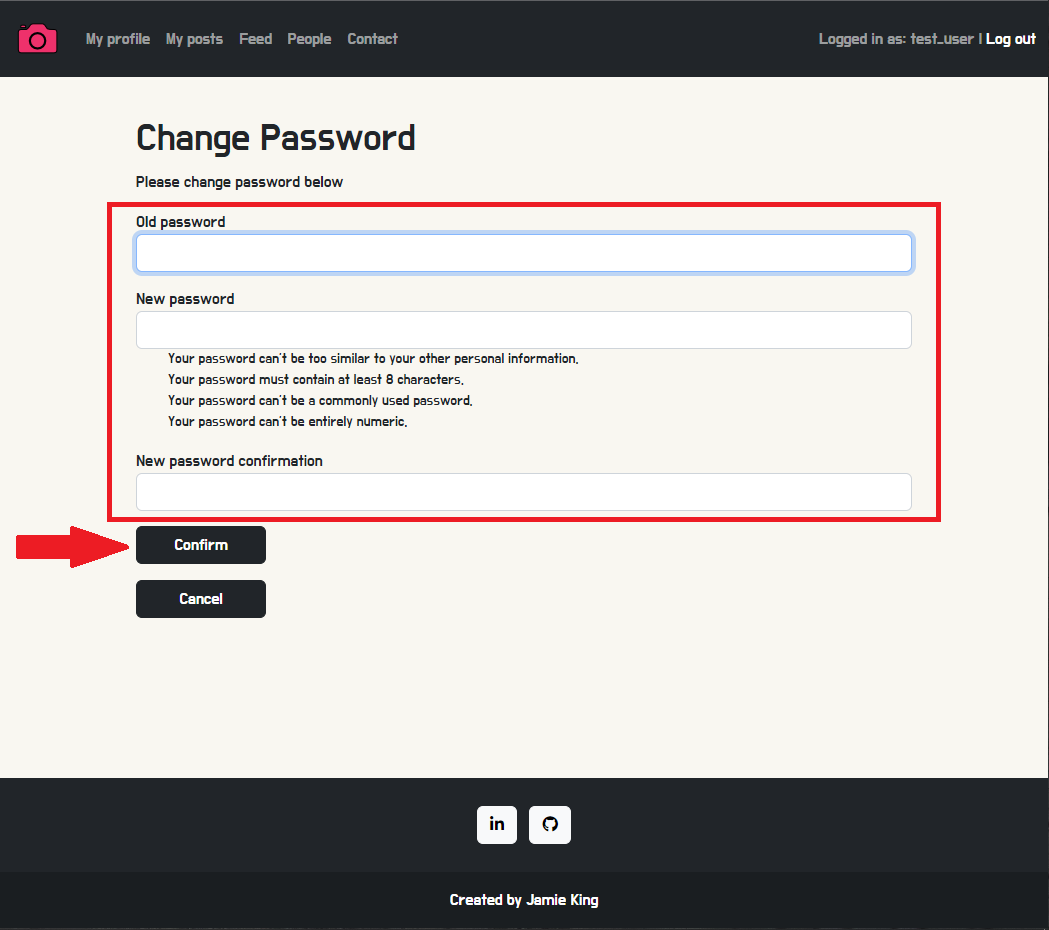 My profile My posts Feed People Contact Logged in as: test_user | Log out
Change Password
Please change password below
Old password
New password
Your password can't be too similar to your other personal information.
Your password must contain at least 8 characters.
Your password can't be a commonly used password.
Your password can't be entirely numeric.
New password confirmation
Confirm
Cancel
in
Created by Jamie King